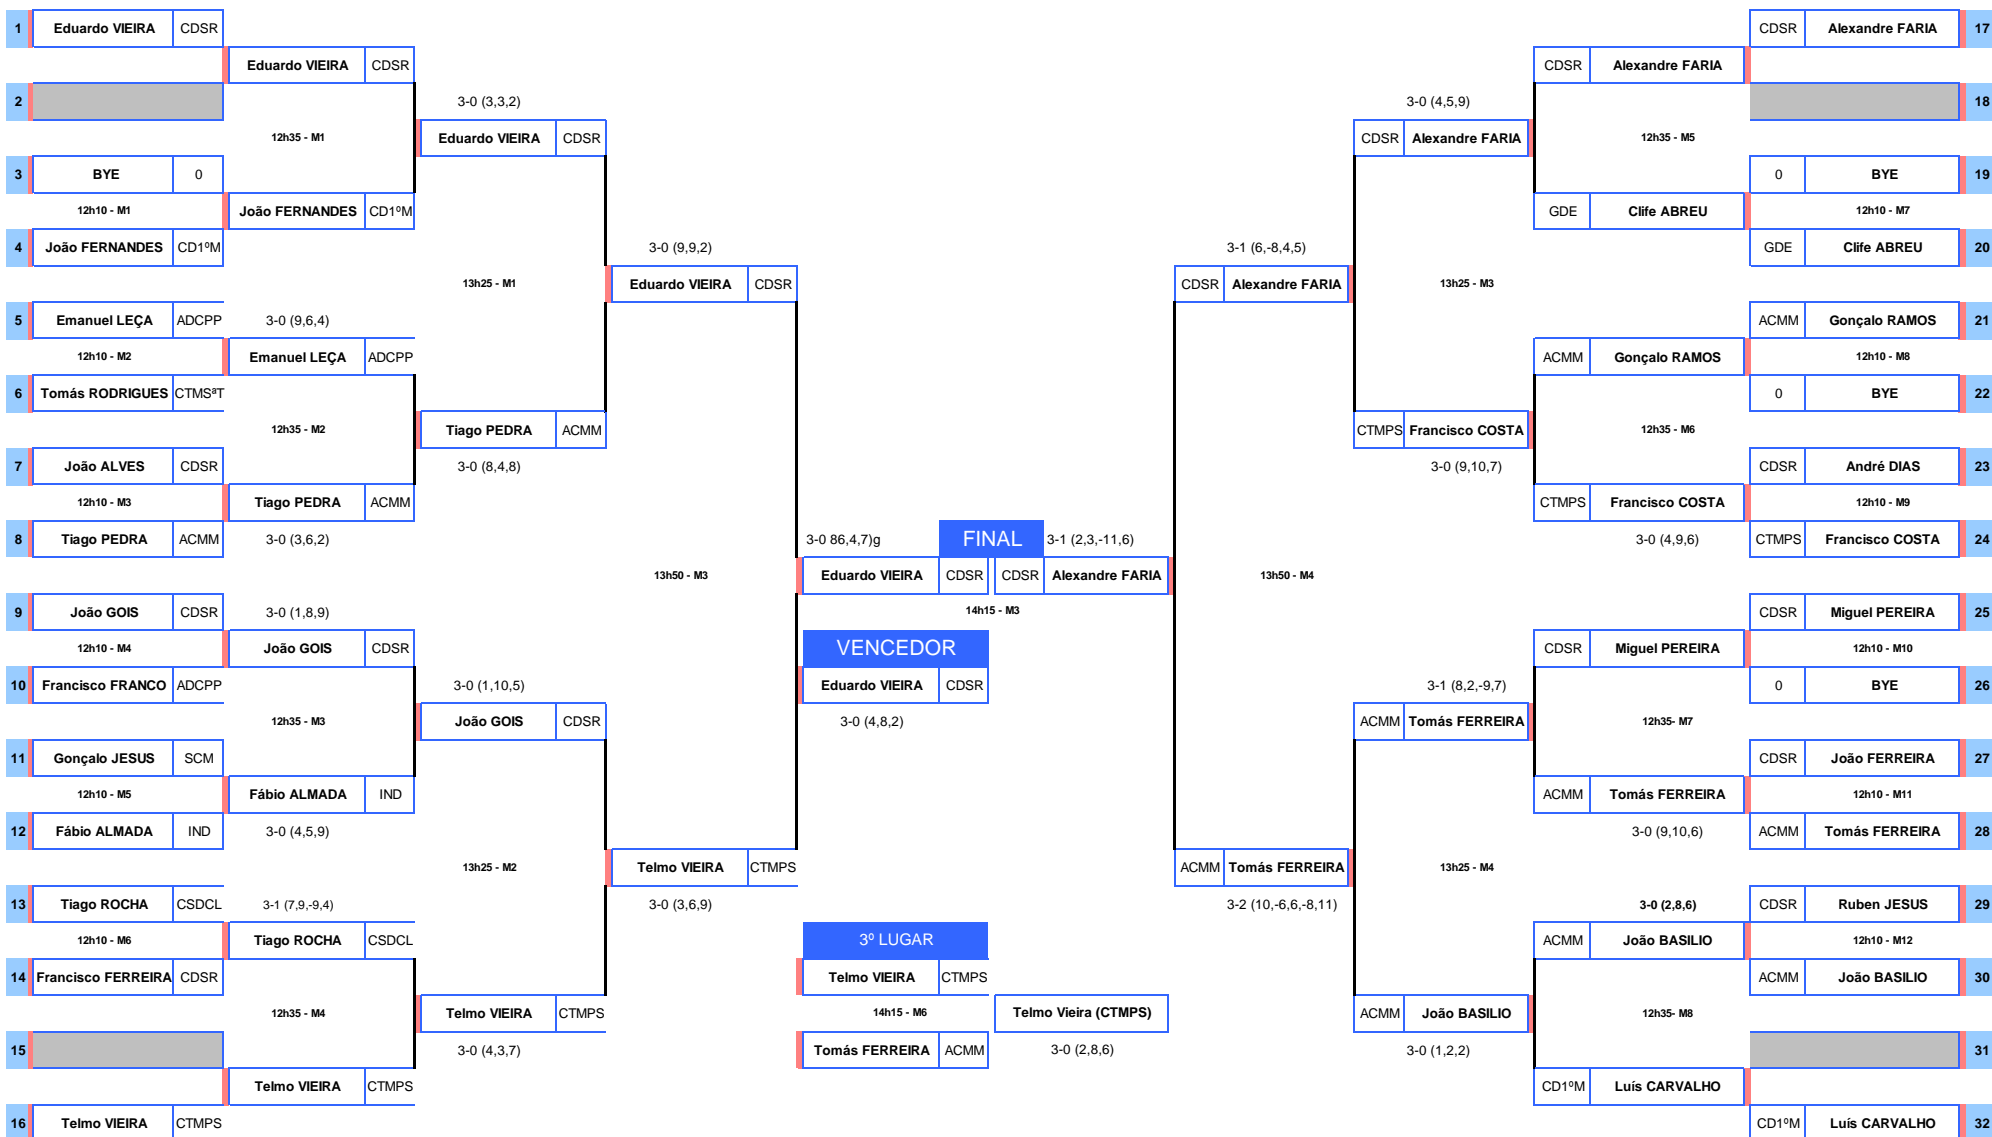 1 Eduardo VIEIRA CDSR CDSR Alexandre FARIA 17
Eduardo VIEIRA CDSR CDSR Alexandre FARIA
2 3-0 (3,3,2) 3-0 (4,5,9) 18
12h35 - M1 Eduardo VIEIRA CDSR CDSR Alexandre FARIA 12h35 - M5
3 BYE 0 0 BYE 19
12h10 - M1 João FERNANDES CD1ºM GDE Clife ABREU 12h10 - M7
4 João FERNANDES CD1ºM 3-0 (9,9,2) 3-1 (6,-8,4,5) GDE Clife ABREU 20
13h25 - M1 Eduardo VIEIRA CDSR CDSR Alexandre FARIA 13h25 - M3
5 Emanuel LEÇA ADCPP 3-0 (9,6,4) ACMM Gonçalo RAMOS 21
12h10 - M2 Emanuel LEÇA ADCPP ACMM Gonçalo RAMOS 12h10 - M8
6 Tomás RODRIGUES CTMSªT 0 BYE 22
12h35 - M2 Tiago PEDRA ACMM CTMPS Francisco COSTA 12h35 - M6
7 João ALVES CDSR 3-0 (8,4,8) 3-0 (9,10,7) CDSR André DIAS 23
12h10 - M3 Tiago PEDRA ACMM CTMPS Francisco COSTA 12h10 - M9
8 Tiago PEDRA ACMM 3-0 (3,6,2) 3-0 86,4,7)g FINAL 3-1 (2,3,-11,6) 3-0 (4,9,6) CTMPS Francisco COSTA 24
13h50 - M3 Eduardo VIEIRA CDSR CDSR Alexandre FARIA 13h50 - M4
9 João GOIS CDSR 3-0 (1,8,9) 14h15 - M3 CDSR Miguel PEREIRA 25
12h10 - M4 João GOIS CDSR VENCEDOR CDSR Miguel PEREIRA 12h10 - M10
10 Francisco FRANCO ADCPP 3-0 (1,10,5) Eduardo VIEIRA CDSR 3-1 (8,2,-9,7) 0 BYE 26
12h35 - M3 João GOIS CDSR 3-0 (4,8,2) ACMM Tomás FERREIRA 12h35- M7
11 Gonçalo JESUS SCM CDSR João FERREIRA 27
12h10 - M5 Fábio ALMADA IND ACMM Tomás FERREIRA 12h10 - M11
12 Fábio ALMADA IND 3-0 (4,5,9) 3-0 (9,10,6) ACMM Tomás FERREIRA 28
13h25 - M2 Telmo VIEIRA CTMPS ACMM Tomás FERREIRA 13h25 - M4
13 Tiago ROCHA CSDCL 3-1 (7,9,-9,4) 3-0 (3,6,9) 3-2 (10,-6,6,-8,11) 3-0 (2,8,6) CDSR Ruben JESUS 29
12h10 - M6 Tiago ROCHA CSDCL 3º LUGAR ACMM João BASILIO 12h10 - M12
14 Francisco FERREIRA CDSR Telmo VIEIRA CTMPS ACMM João BASILIO 30
12h35 - M4 Telmo VIEIRA CTMPS 14h15 - M6 Telmo Vieira (CTMPS) ACMM João BASILIO 12h35- M8
15 3-0 (4,3,7) Tomás FERREIRA ACMM 3-0 (2,8,6) 3-0 (1,2,2) 31
Telmo VIEIRA CTMPS CD1ºM Luís CARVALHO
16 Telmo VIEIRA CTMPS CD1ºM Luís CARVALHO 32